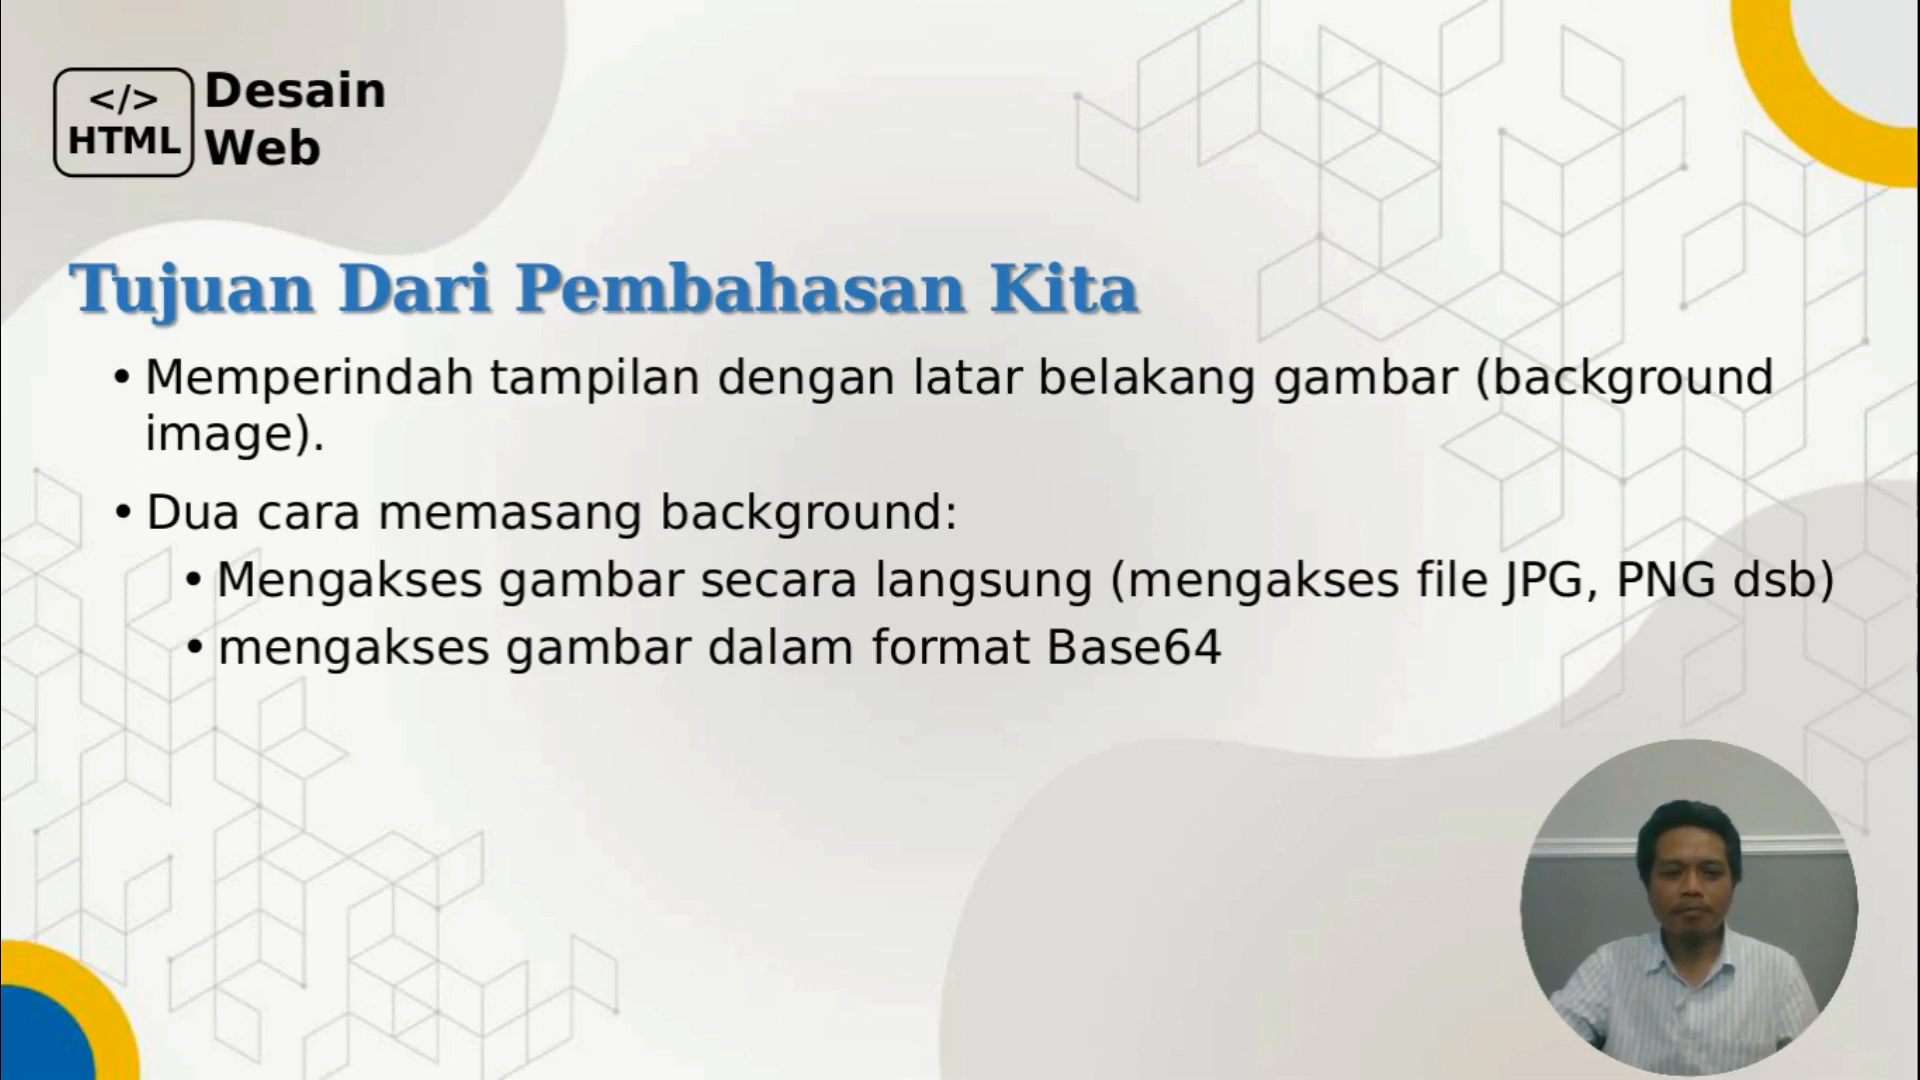 </>
HTML
Desain
Web
Tujuan Dari Pembahasan Kita
• Memperindah tampilan dengan latar belakang gambar (background
image).
• Dua cara memasang background:
• Mengakses gambar secara langsung (mengakses file JPG, PNG dsb)
• mengakses gambar dalam format Base64